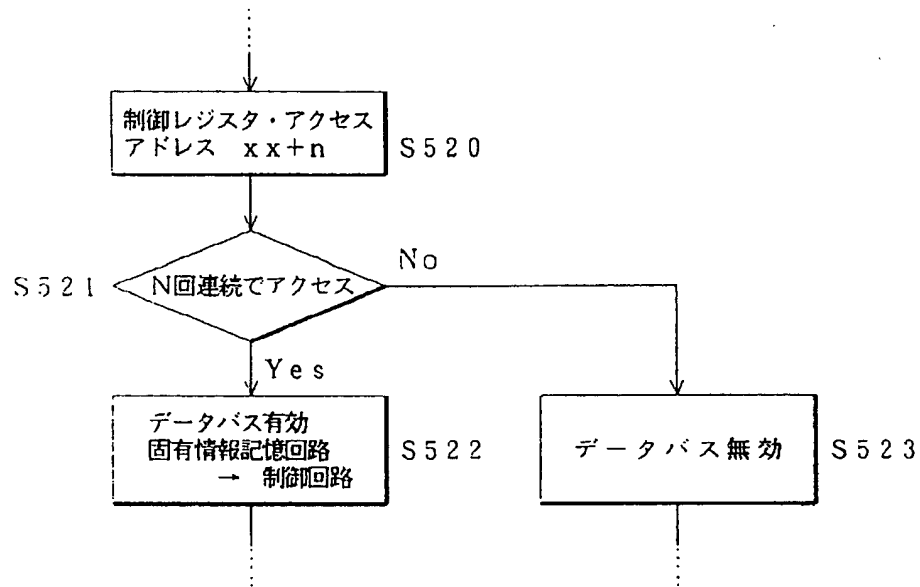 制御レジスタ・アクセス
アドレス xx+n
S520
S521
N回連続でアクセス
No
Yes
データバス有効
固有情報記憶回路
→ 制御回路
S522
データバス無効
S523